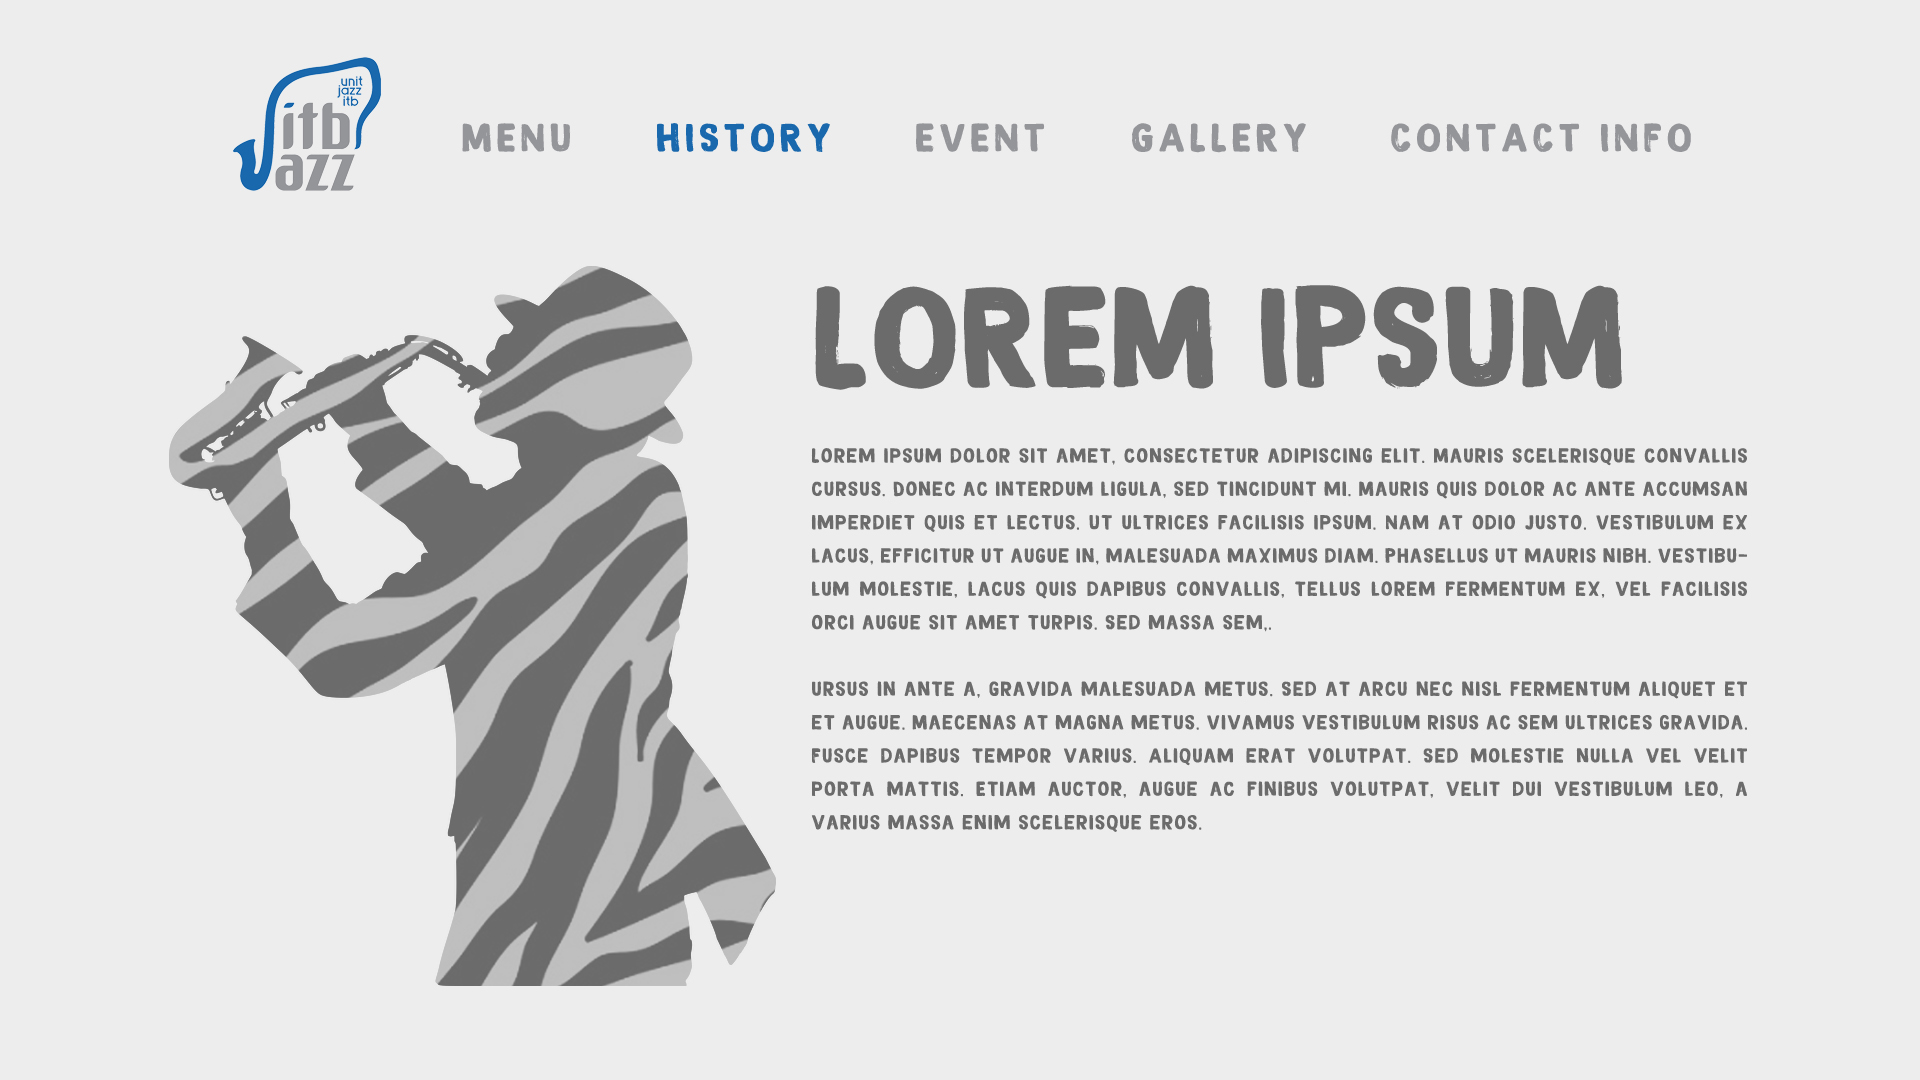 unit
jazz
itb
itb
azz
MENU HISTORY EVENT GALLERY CONTACT INFO
LOREM IPSUM
LOREM IPSUM DOLOR SIT AMET, CONSECTETUR ADIPISCING ELIT. MAURIS SCELERISQUE CONVALLIS
CURSUS. DONEC AC INTERDUM LIGULA, SED TINCIDUNT MI. MAURIS QUIS DOLOR AC ANTE ACCUMSAN
IMPERDIET QUIS ET LECTUS. UT ULTRICES FACILISIS IPSUM. NAM AT ODIO JUSTO. VESTIBULUM EX
LACUS, EFFICITUR UT AUGUE IN, MALESUADA MAXIMUS DIAM. PHASELLUS UT MAURIS NIBH. VESTIBU-
LUM MOLESTIE, LACUS QUIS DAPIBUS CONVALLIS, TELLUS LOREM FERMENTUM EX, VEL FACILISIS
ORCI AUGUE SIT AMET TURPIS. SED MASSA SEM,.
URSUS IN ANTE A, GRAVIDA MALESUADA METUS. SED AT ARCU NEC NISL FERMENTUM ALIQUET ET
ET AUGUE. MAECENAS AT MAGNA METUS. VIVAMUS VESTIBULUM RISUS AC SEM ULTRICES GRAVIDA.
FUSCE DAPIBUS TEMPOR VARIUS. ALIQUAM ERAT VOLUTPAT. SED MOLESTIE NULLA VEL VELIT
PORTA MATTIS. ETIAM AUCTOR, AUGUE AC FINIBUS VOLUTPAT, VELIT DUI VESTIBULUM LEO, A
VARIUS MASSA ENIM SCELERISQUE EROS.